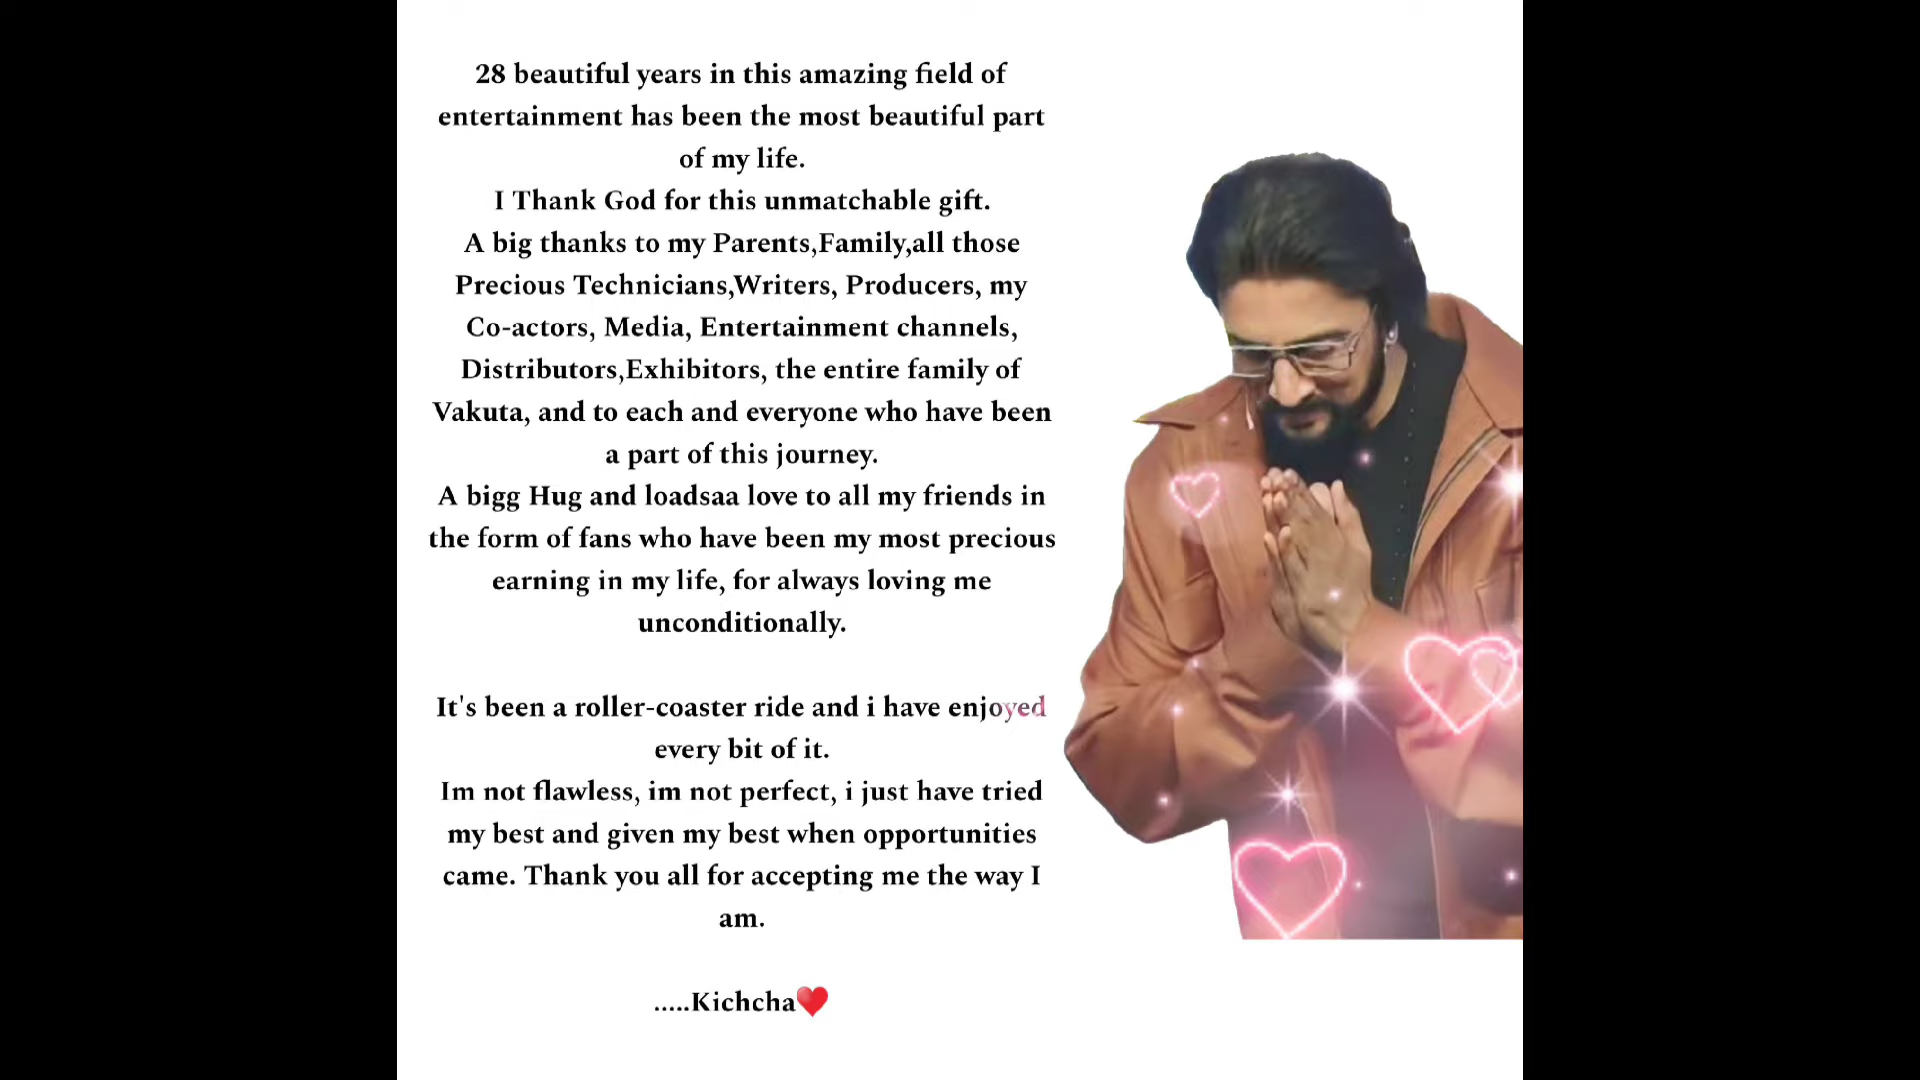 28 beautiful years in this amazing field of
entertainment has been the most beautiful part
of my life.
I Thank God for this unmatchable gift.
A big thanks to my Parents,Family,all those
Precious Technicians,Writers, Producers, my
Co-actors, Media, Entertainment channels,
Distributors,Exhibitors, the entire family of
Vakuta, and to each and everyone who have been
a part of this journey.
A bigg Hug and loadsaa love to all my friends in
the form of fans who have been my most precious
earning in my life, for always loving me
unconditionally.
It's been a roller-coaster ride and i have enjoyed
every bit of it.
Im not flawless, im not perfect, i just have tried
my best and given my best when opportunities
came. Thank you all for accepting me the way I
am.
.....Kichcha❤️